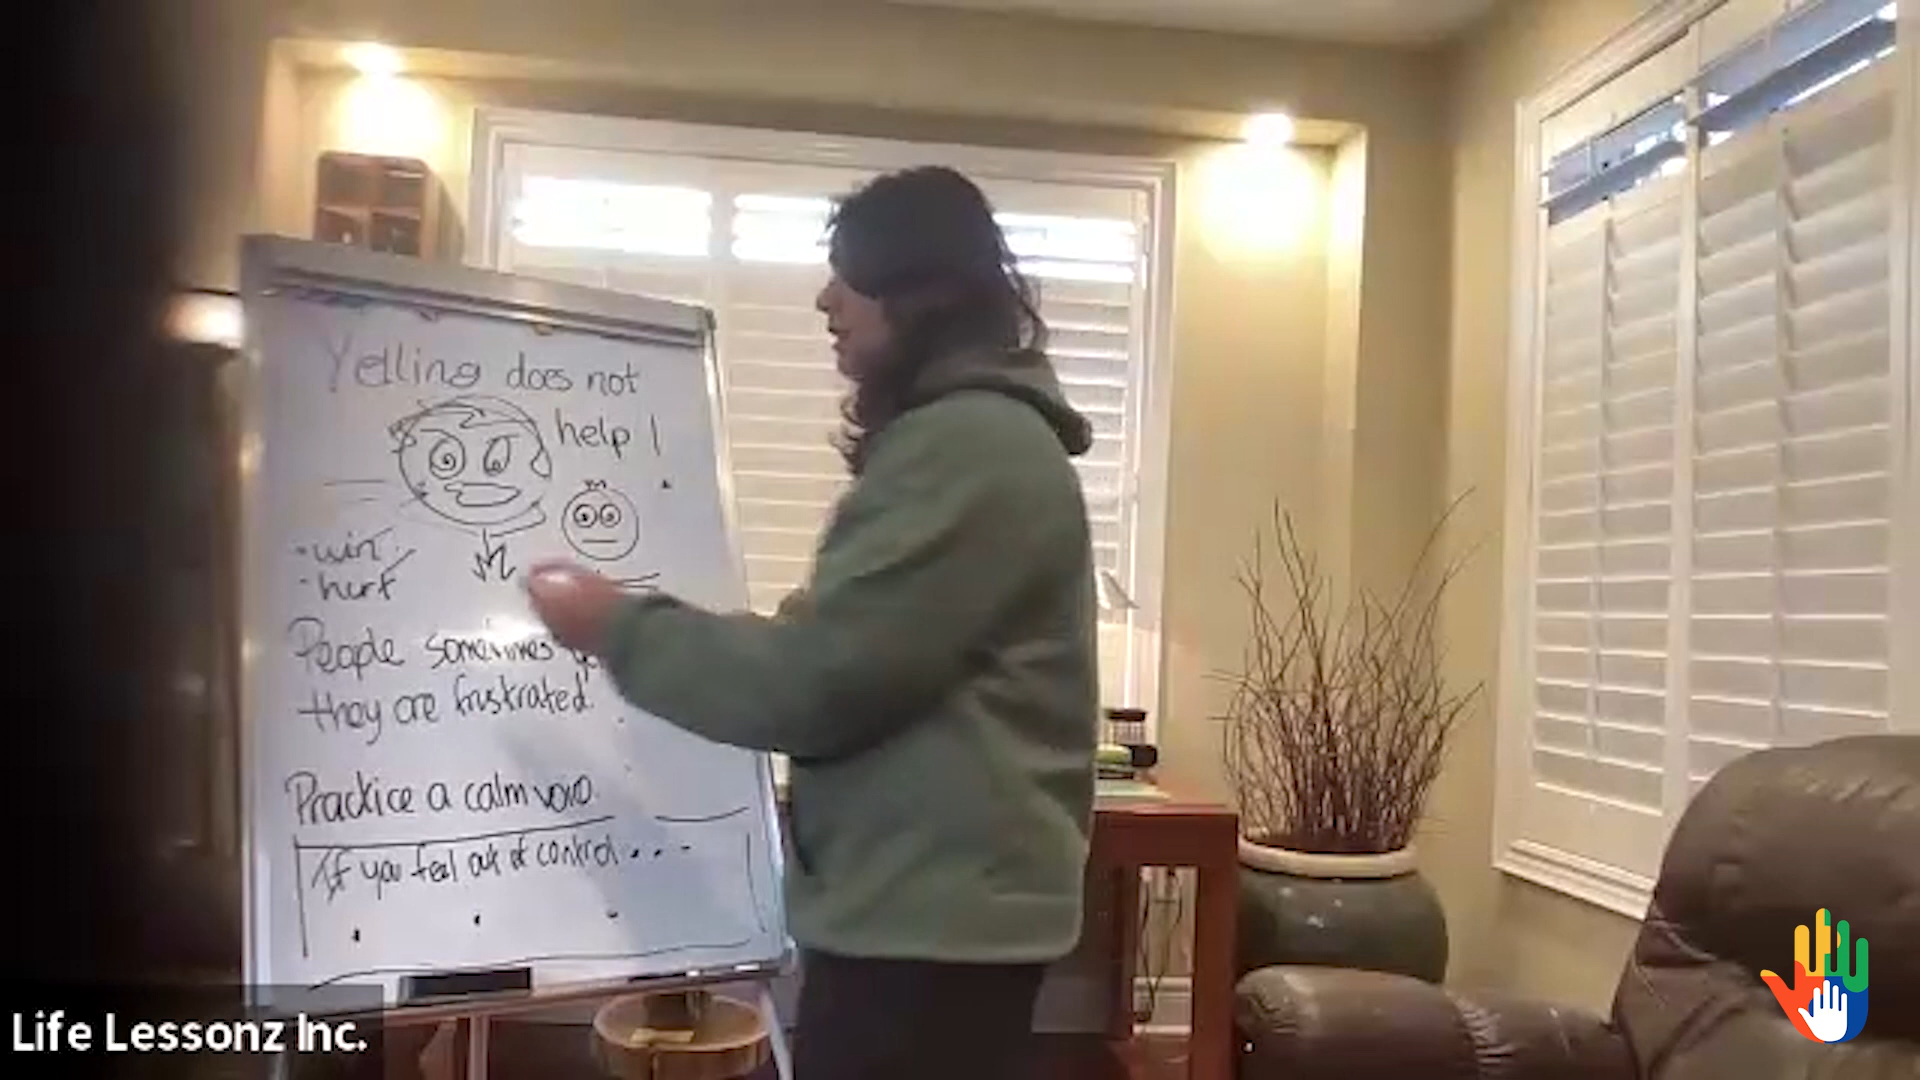 Yelling does not
help!
• win
• hurt
People sometimes
they are frustrated.
Practice a calm
If you feel out of control...
Life Lessonz Inc.